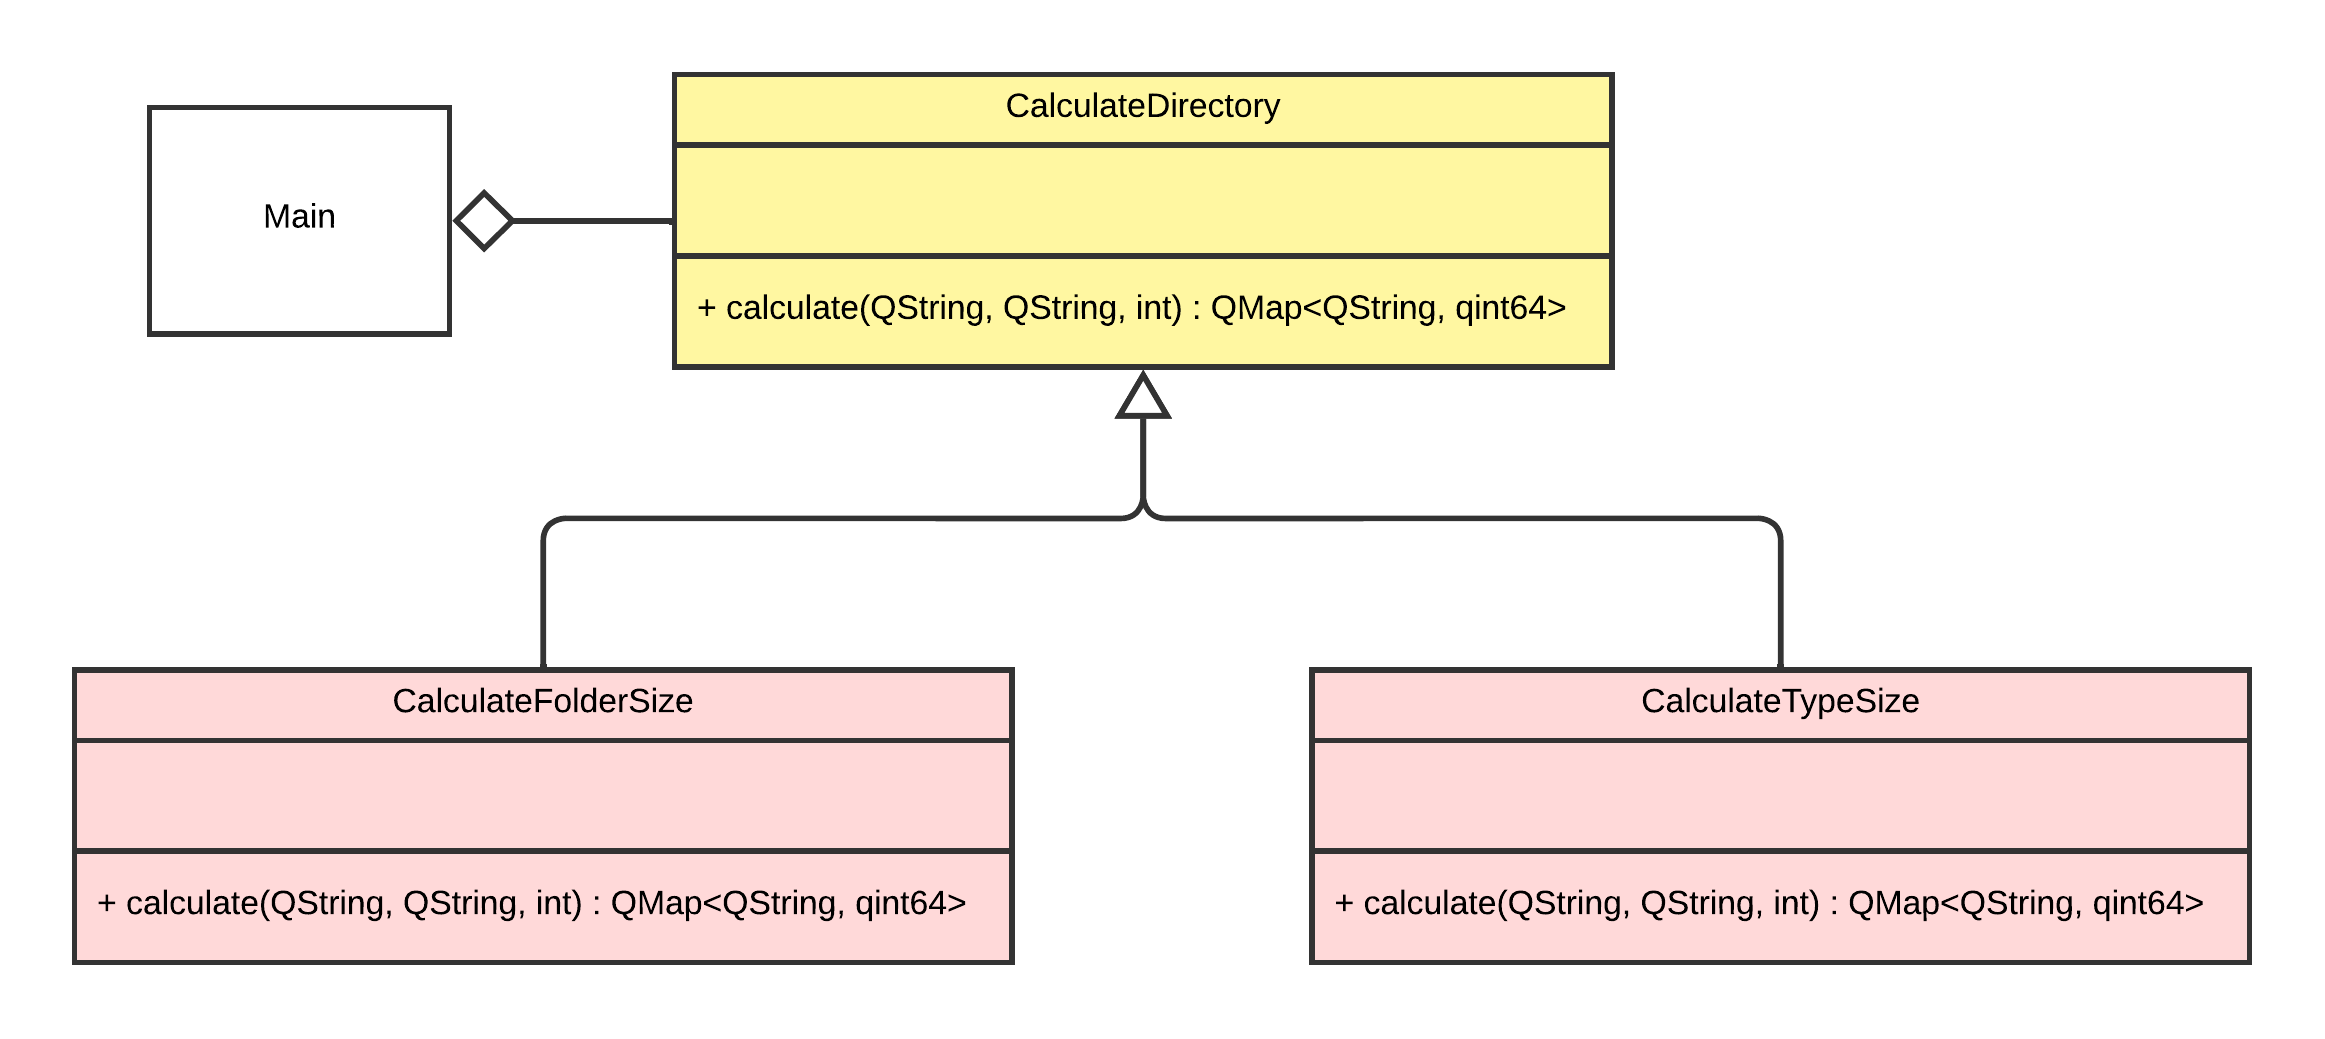 CalculateDirectory
Main
+ calculate(QString, QString, int) : QMap<QString, qint64>
CalculateFolderSize
+ calculate(QString, QString, int) : QMap<QString, qint64>
CalculateTypeSize
+ calculate(QString, QString, int) : QMap<QString, qint64>